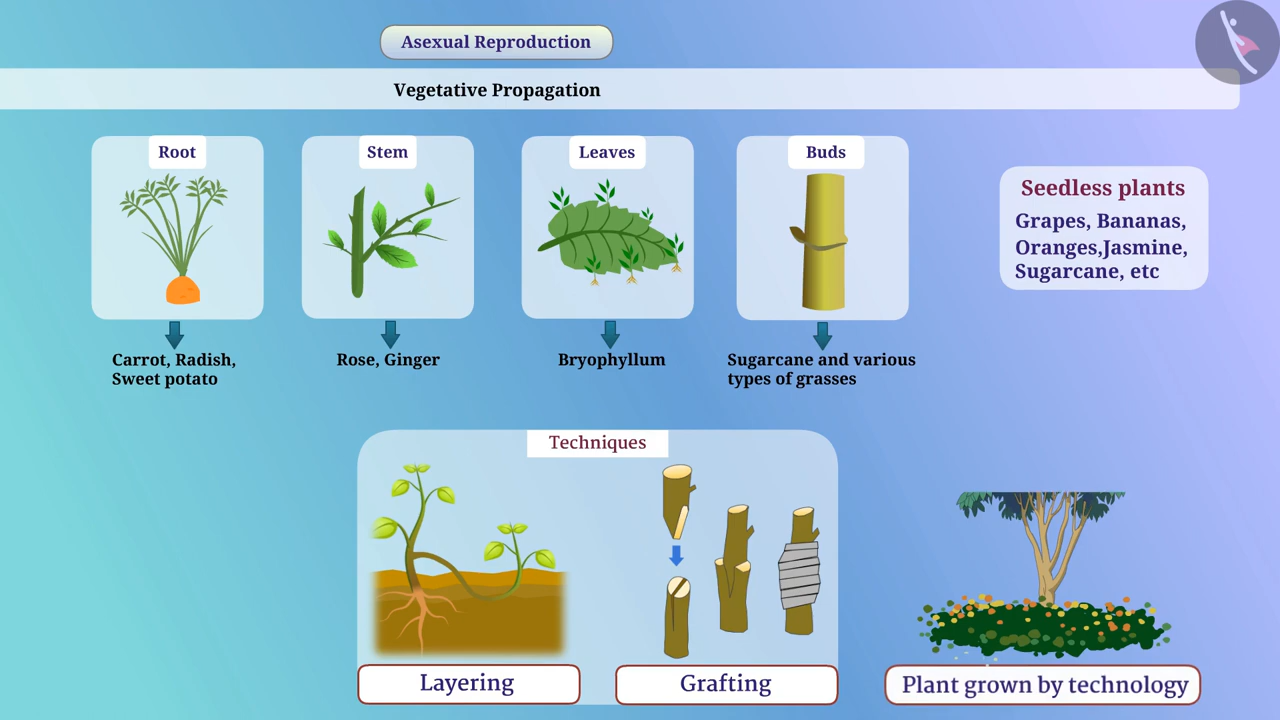 Asexual Reproduction
Vegetative Propagation
Root
Stem
Leaves
Buds
Carrot, Radish,
Sweet potato
Rose, Ginger
Bryophyllum
Sugarcane and various
types of grasses
Seedless plants
Grapes, Bananas,
Oranges,Jasmine,
Sugarcane, etc
Techniques
Layering
Grafting
Plant grown by technology